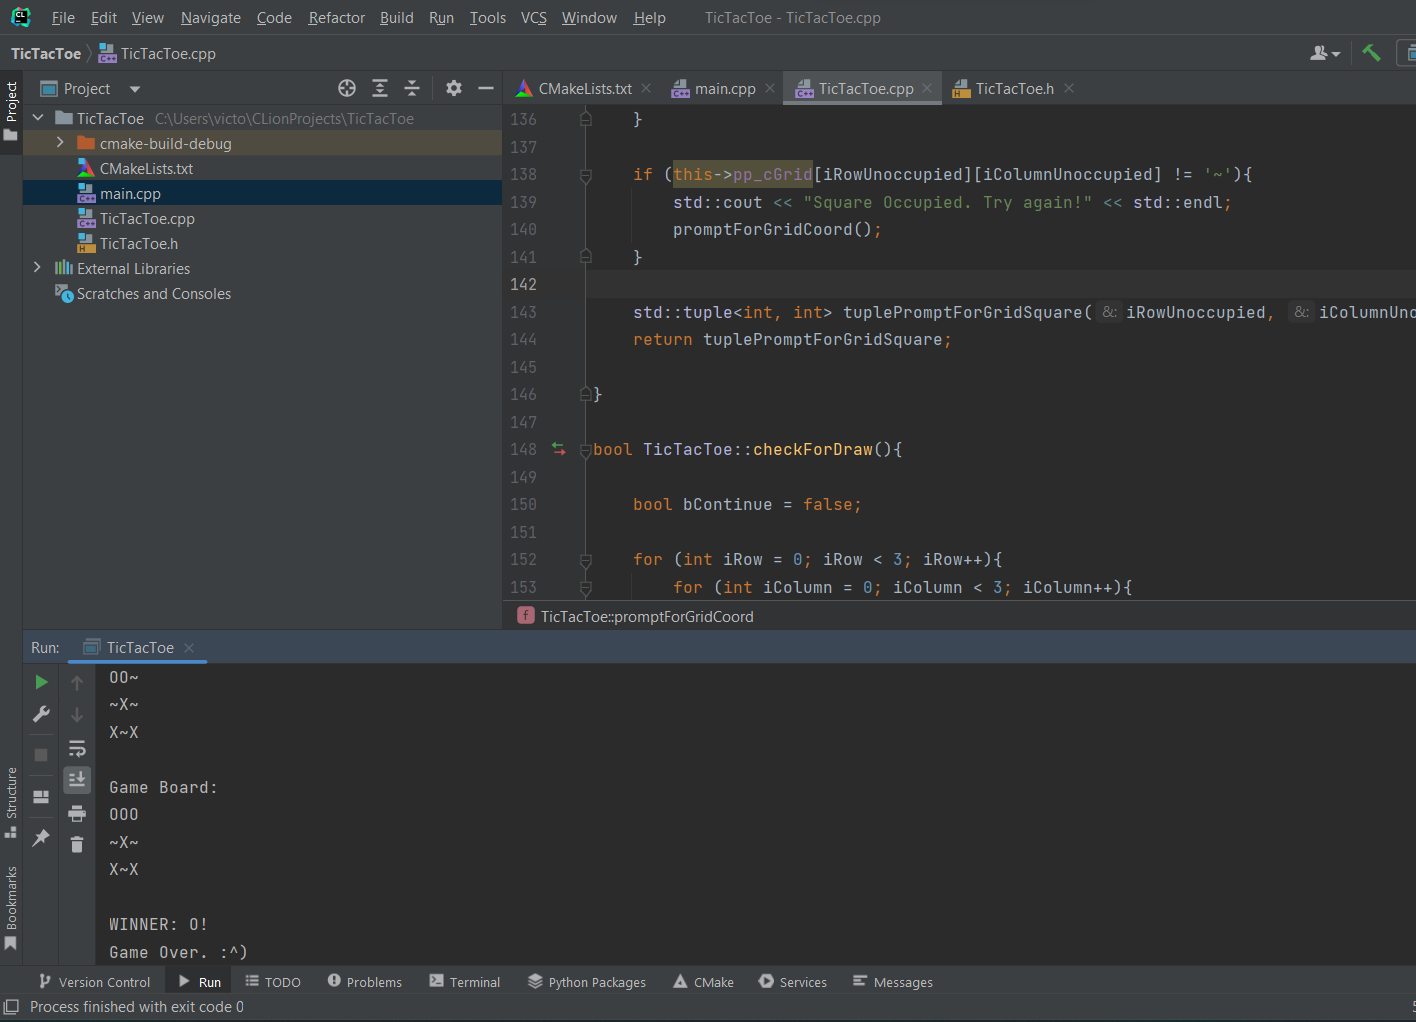 CL File Edit View Navigate Code Refactor Build Run Tools VCS Window Help TicTacToe - TicTacToe.cpp
TicTacToe TicTacToe.cpp
Project
Project
CMakeLists.txt main.cpp TicTacToe.cpp TicTacToe.h
TicTacToe C:\Users\victo\CLionProjects\TicTacToe
cmake-build-debug
CMakeLists.txt
main.cpp
TicTacToe.cpp
TicTacToe.h
External Libraries
Scratches and Consoles
136 }
137
138 if (this->pp_cGrid[iRowUnoccupied][iColumnUnoccupied] != '~'){
139 std::cout << "Square Occupied. Try again!" << std::endl;
140 promptForGridCoord();
141 }
142
143 std::tuple<int, int> tuplePromptForGridSquare( &: iRowUnoccupied, &: iColumnUno
144 return tuplePromptForGridSquare;
145
146 }
147
148 bool TicTacToe::checkForDraw(){
149
150 bool bContinue = false;
151
152 for (int iRow = 0; iRow < 3; iRow++){
153 for (int iColumn = 0; iColumn < 3; iColumn++){
f TicTacToe::promptForGridCoord
Run: TicTacToe
OO~
~X~
X~X
Game Board:
OOO
~X~
X~X
WINNER: O!
Game Over. :^)
Structure
Bookmarks
Version Control Run TODO Problems Terminal Python Packages CMake Services Messages
Process finished with exit code 0